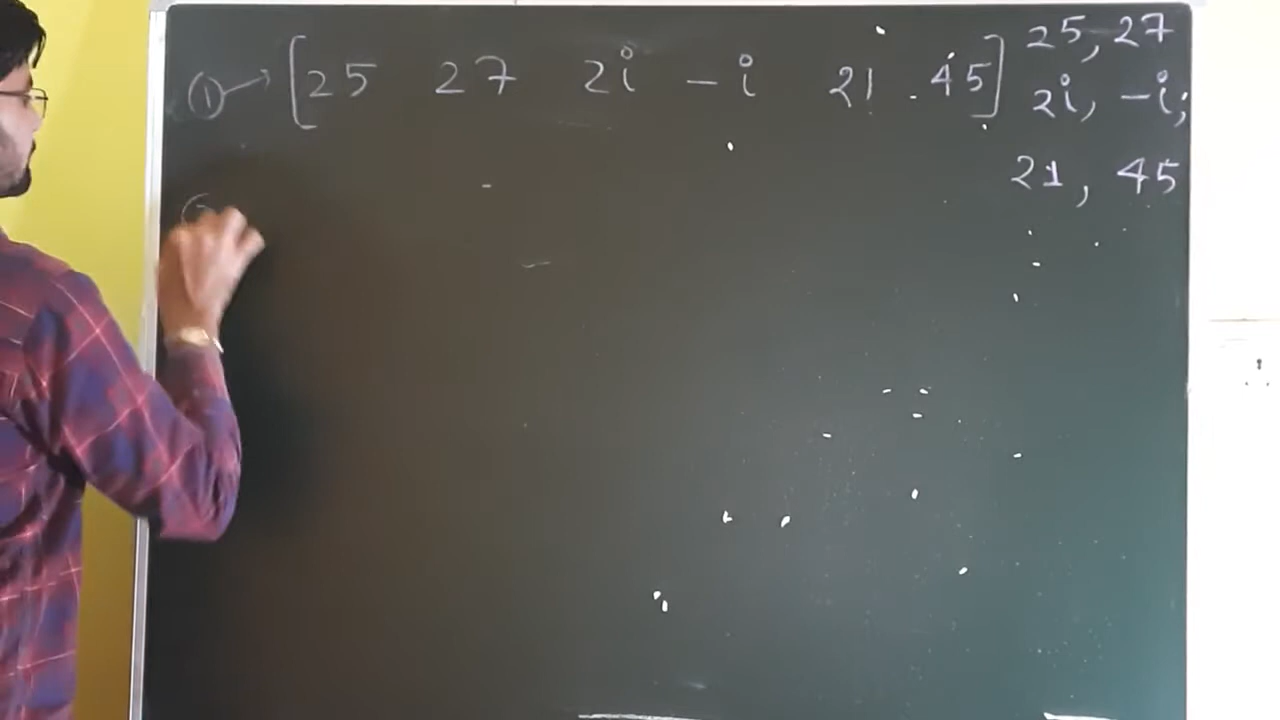 ① → [25 27 2i -i 21 45]
25, 27
2i, -i;
21, 45